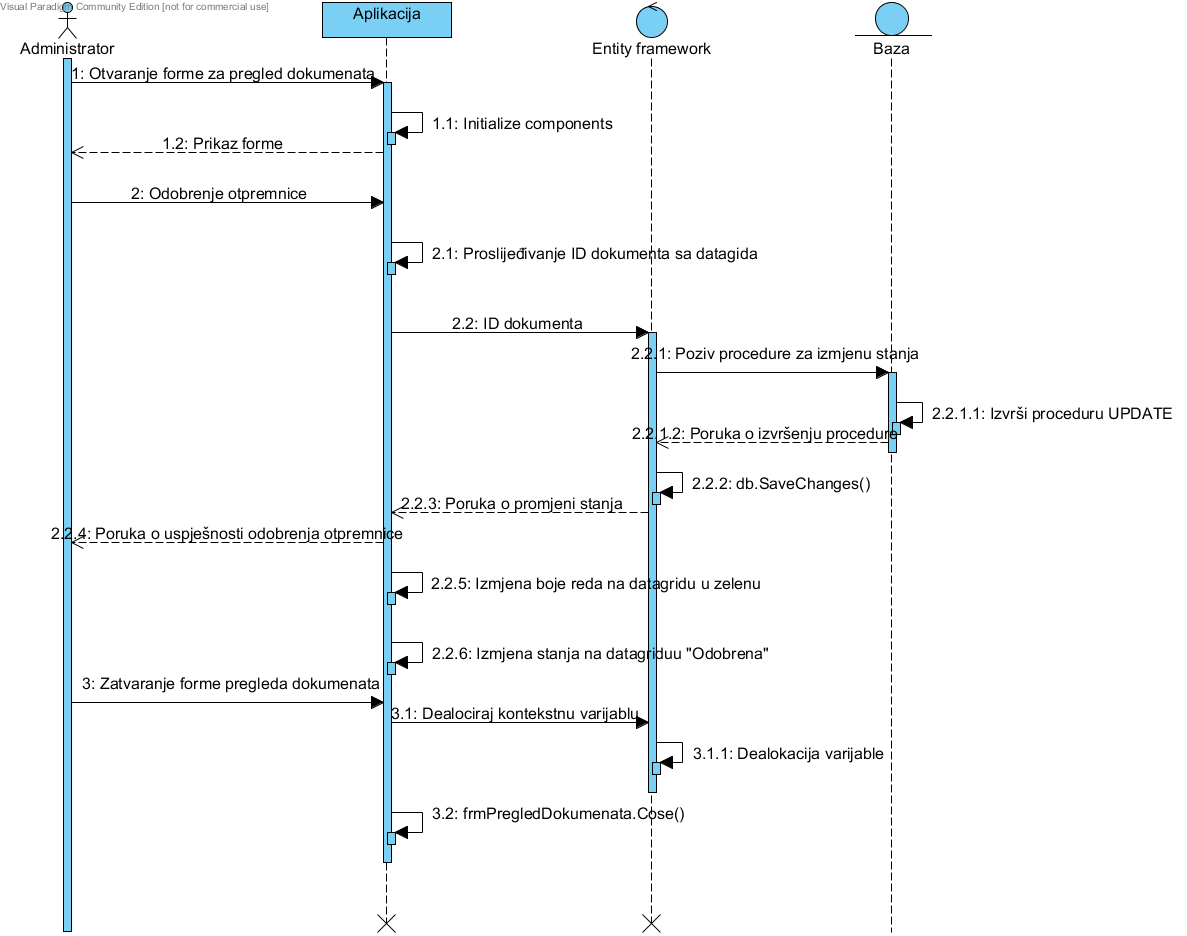 Visual Paradigm Community Edition [not for commercial use]
Administrator
Aplikacija
Entity framework
Baza
1: Otvaranje forme za pregled dokumenata
1.1: Initialize components
1.2: Prikaz forme
2: Odobrenje otpremnice
2.1: Proslijeđivanje ID dokumenta sa datagida
2.2: ID dokumenta
2.2.1: Poziv procedure za izmjenu stanja
2.2.1.1: Izvrši proceduru UPDATE
2.2.1.2: Poruka o izvršenju procedure
2.2.2: db.SaveChanges()
2.2.3: Poruka o promjeni stanja
2.2.4: Poruka o uspješnosti odobrenja otpremnice
2.2.5: Izmjena boje reda na datagridu u zelenu
2.2.6: Izmjena stanja na datagriduu "Odobrena"
3: Zatvaranje forme pregleda dokumenata
3.1: Dealociraj kontekstnu varijablu
3.1.1: Dealokacija varijable
3.2: frmPregledDokumenata.Cose()